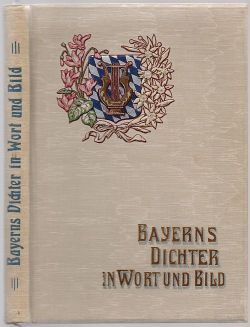 Bayerns Dichter in Wort und Bild
BAYERNS
DICHTER
IN WORT UND BILD